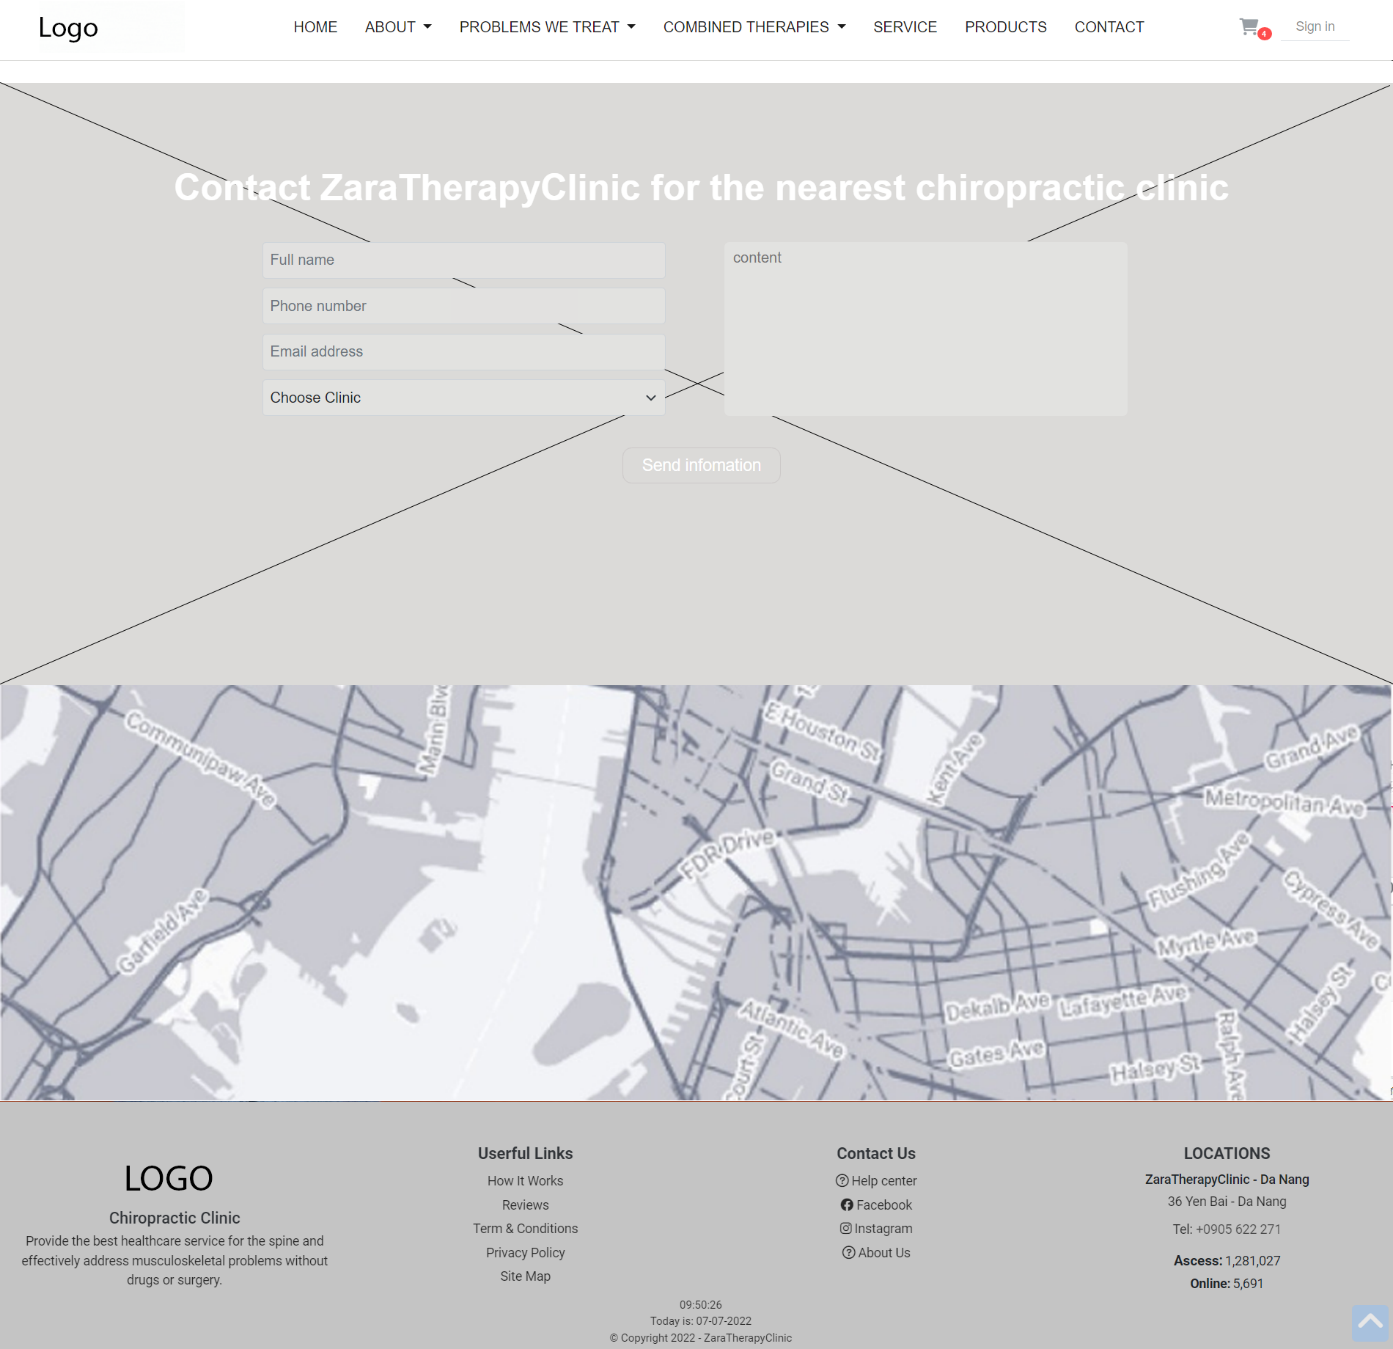 Logo
HOME ABOUT PROBLEMS WE TREAT COMBINED THERAPIES SERVICE PRODUCTS CONTACT
4
Sign in
Contact ZaraTherapyClinic for the nearest chiropractic clinic
Full name
Phone number
Email address
Choose Clinic
content
Send infomation
Communipaw Ave
Marin Blvd
E Houston St
Grand St
Kent Ave
Grand Ave
Metropolitan Ave
FDR Drive
Flushing Ave
Cypress Ave
Garfield Ave
Myrtle Ave
Dekalb Ave
Lafayette Ave
Halsey St
Atlantic Ave
Court St
Gates Ave
Halsey St
Ralph Ave
LOGO
Chiropractic Clinic
Provide the best healthcare service for the spine and
effectively address musculoskeletal problems without
drugs or surgery.
Userful Links
How It Works
Reviews
Term & Conditions
Privacy Policy
Site Map
Contact Us
Help center
Facebook
Instagram
About Us
LOCATIONS
ZaraTherapyClinic - Da Nang
36 Yen Bai - Da Nang
Tel: +0905 622 271
Ascess: 1,281,027
Online: 5,691
09:50:26
Today is: 07-07-2022
© Copyright 2022 - ZaraTherapyClinic